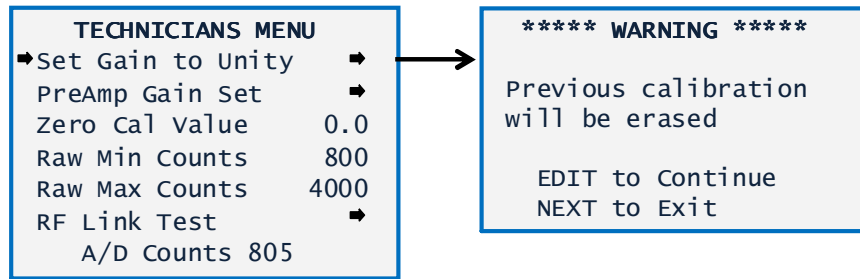 TECHNICIANS MENU
Set Gain to Unity
PreAmp Gain Set
Zero Cal Value 0.0
Raw Min Counts 800
Raw Max Counts 4000
RF Link Test
A/D Counts 805
***** WARNING *****
Previous calibration
will be erased
EDIT to Continue
NEXT to Exit